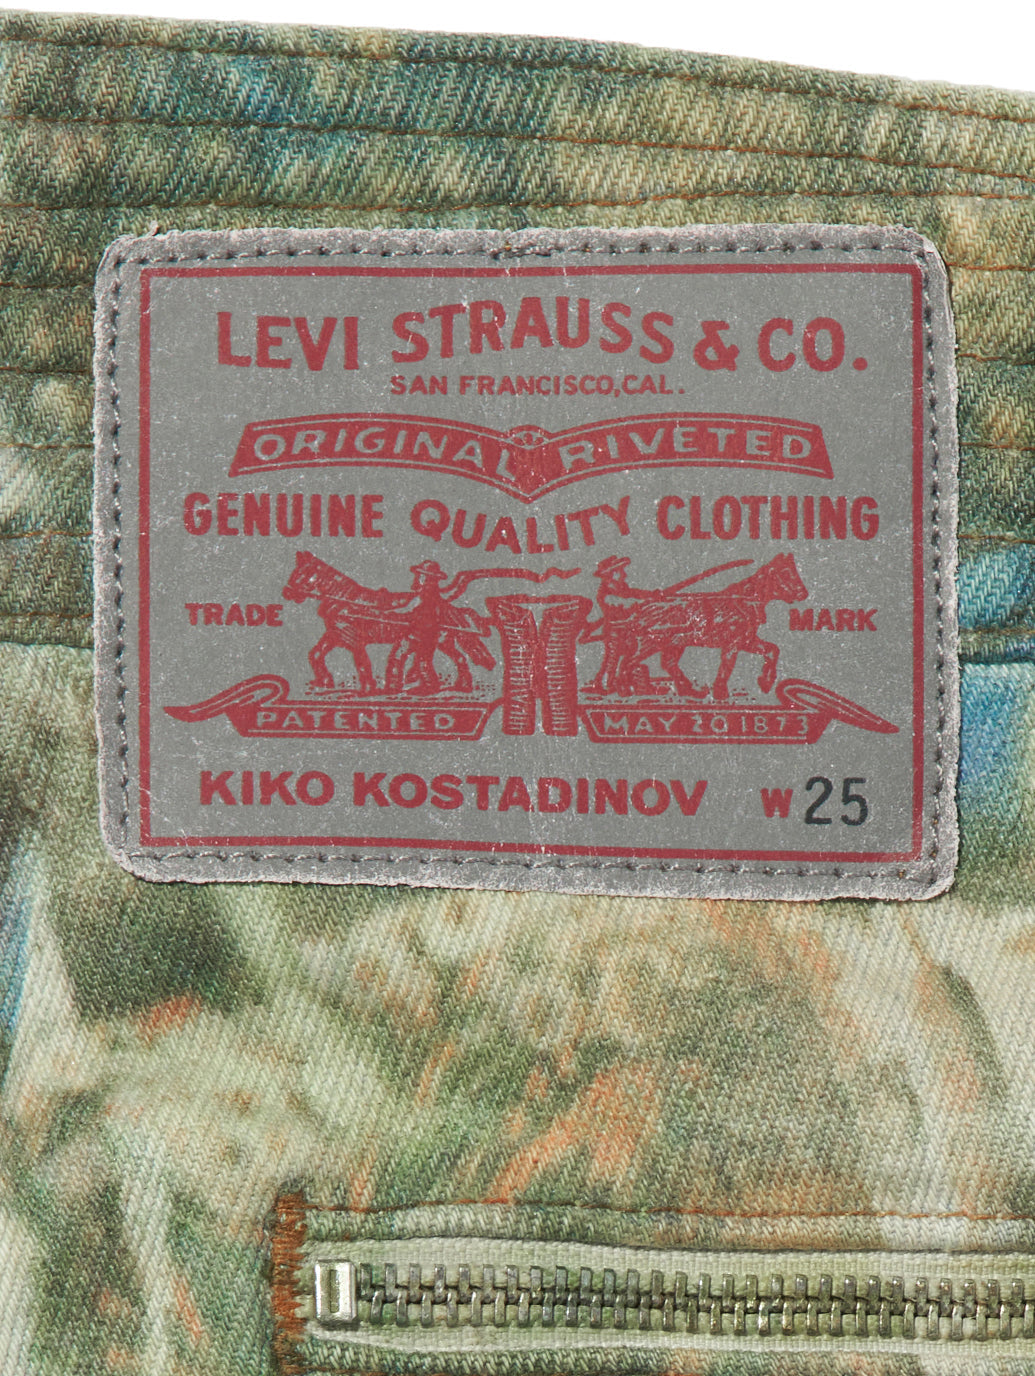 LEVI STRAUSS & CO.
SAN FRANCISCO, CAL.
ORIGINAL RIVETED
GENUINE QUALITY CLOTHING
TRADE MARK
PATENTED MAY 20 1873
KIKO KOSTADINOV W 25